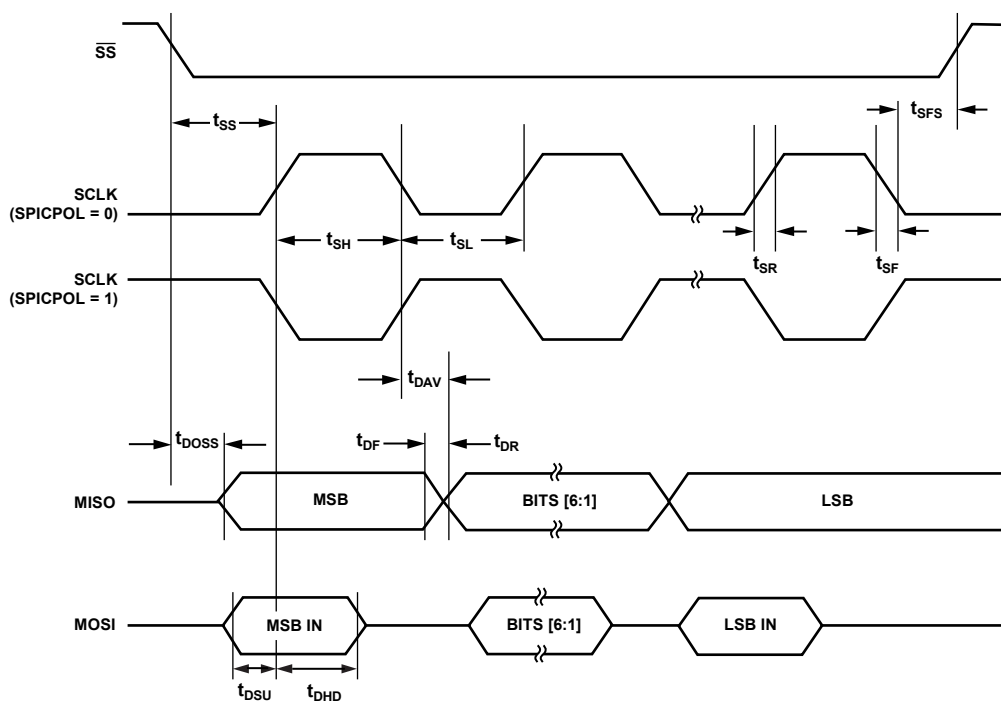 SS
tSS
tSFS
SCLK
(SPICPOL = 0)
tSH
tSL
tSR
tSF
SCLK
(SPICPOL = 1)
tDAV
tDOSS
tDF
tDR
MISO
MSB
BITS [6:1]
LSB
MOSI
MSB IN
BITS [6:1]
LSB IN
tDSU
tDHD